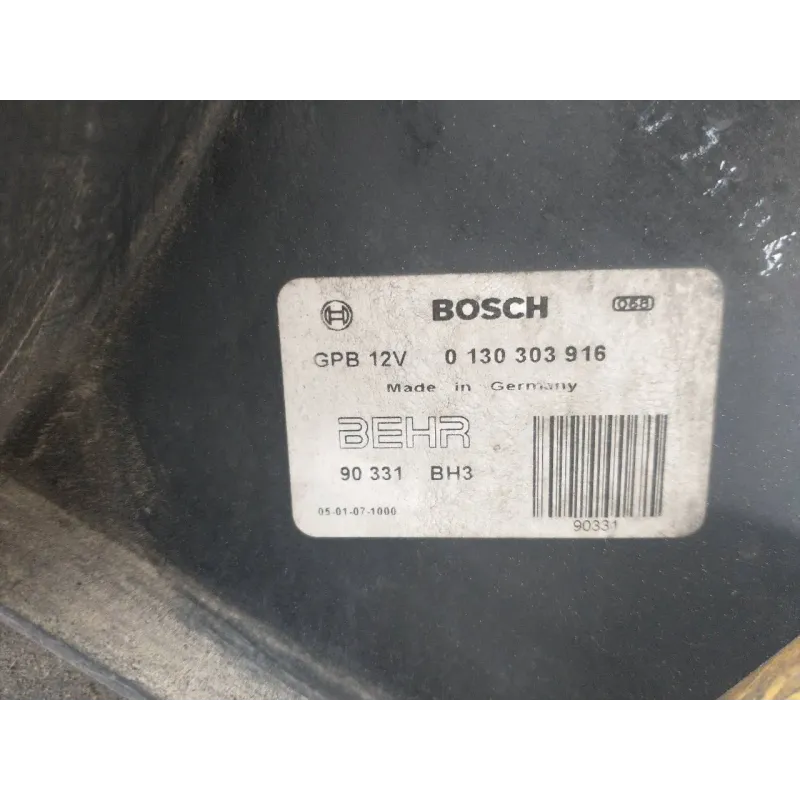 BOSCH 068
GPB 12V 0 130 303 916
Made in Germany
BEHR
90 331 BH3
05-01-07-1000
90331